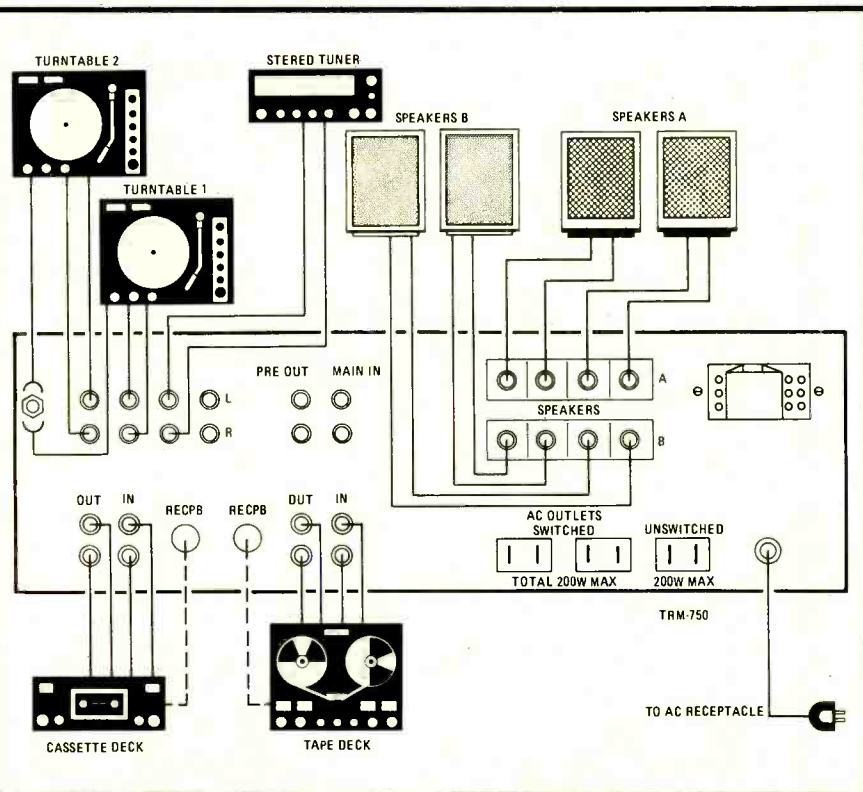 TURNTABLE 2
STERED TUNER
SPEAKERS B
SPEAKERS A
TURNTABLE 1
PRE OUT
MAIN IN
L
R
A
SPEAKERS
B
OUT
IN
RECPB
RECPB
DUT
IN
AC OUTLETS
SWITCHED
UNSWITCHED
TOTAL 200W MAX
200W MAX
TRM-750
TO AC RECEPTACLE
CASSETTE DECK
TAPE DECK